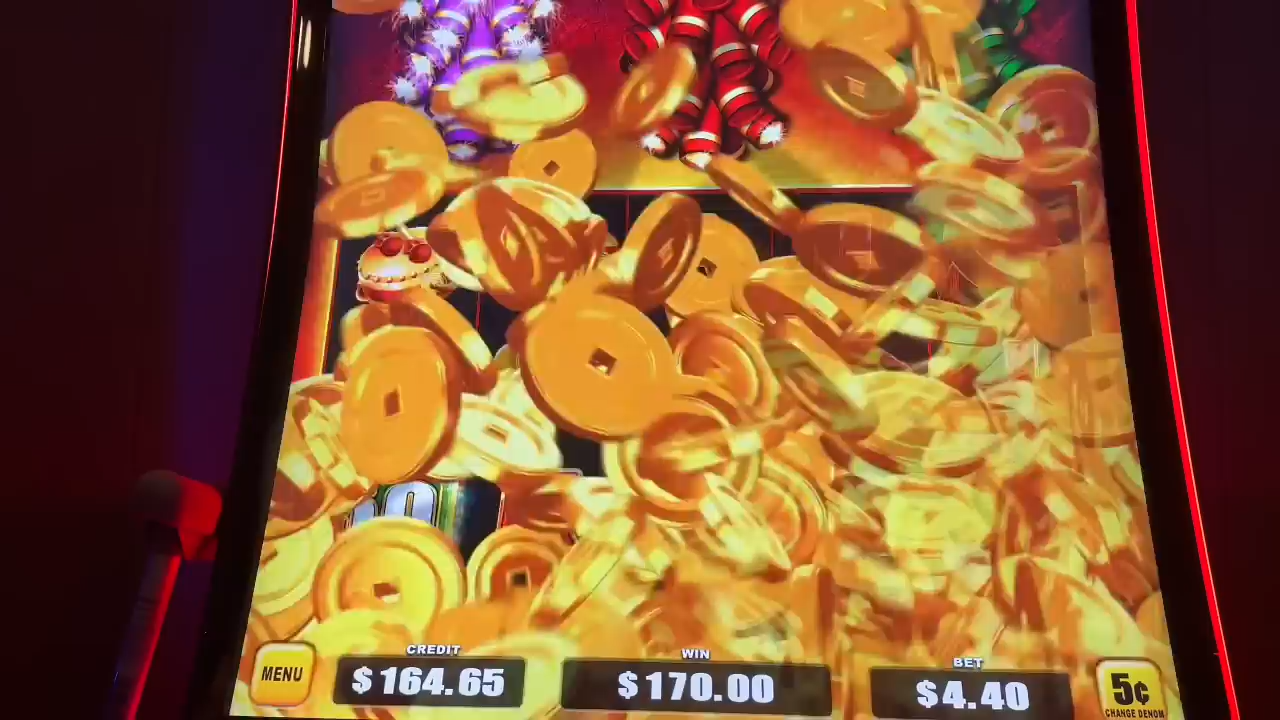 CREDIT
WIN
BET
MENU
$164.65
$170.00
$4.40
5¢
CHANGE DENOM